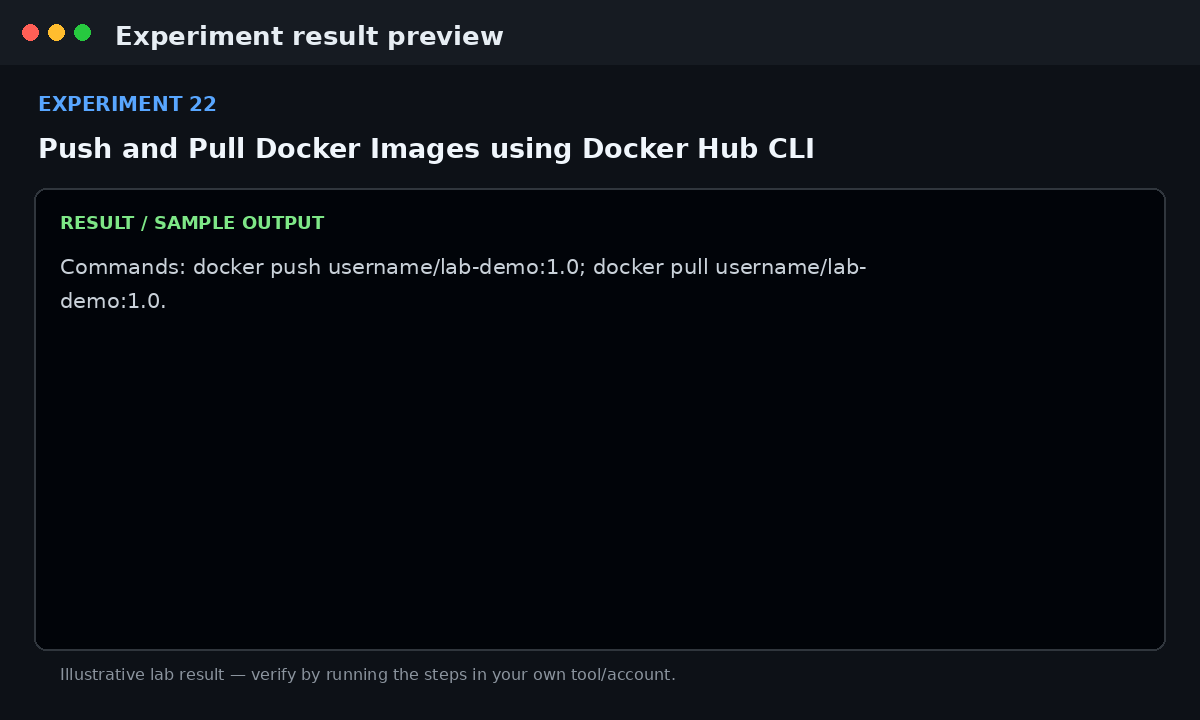 Experiment result preview
EXPERIMENT 22
Push and Pull Docker Images using Docker Hub CLI
RESULT / SAMPLE OUTPUT
Commands: docker push username/lab-demo:1.0; docker pull username/lab-
demo:1.0.
Illustrative lab result — verify by running the steps in your own tool/account.